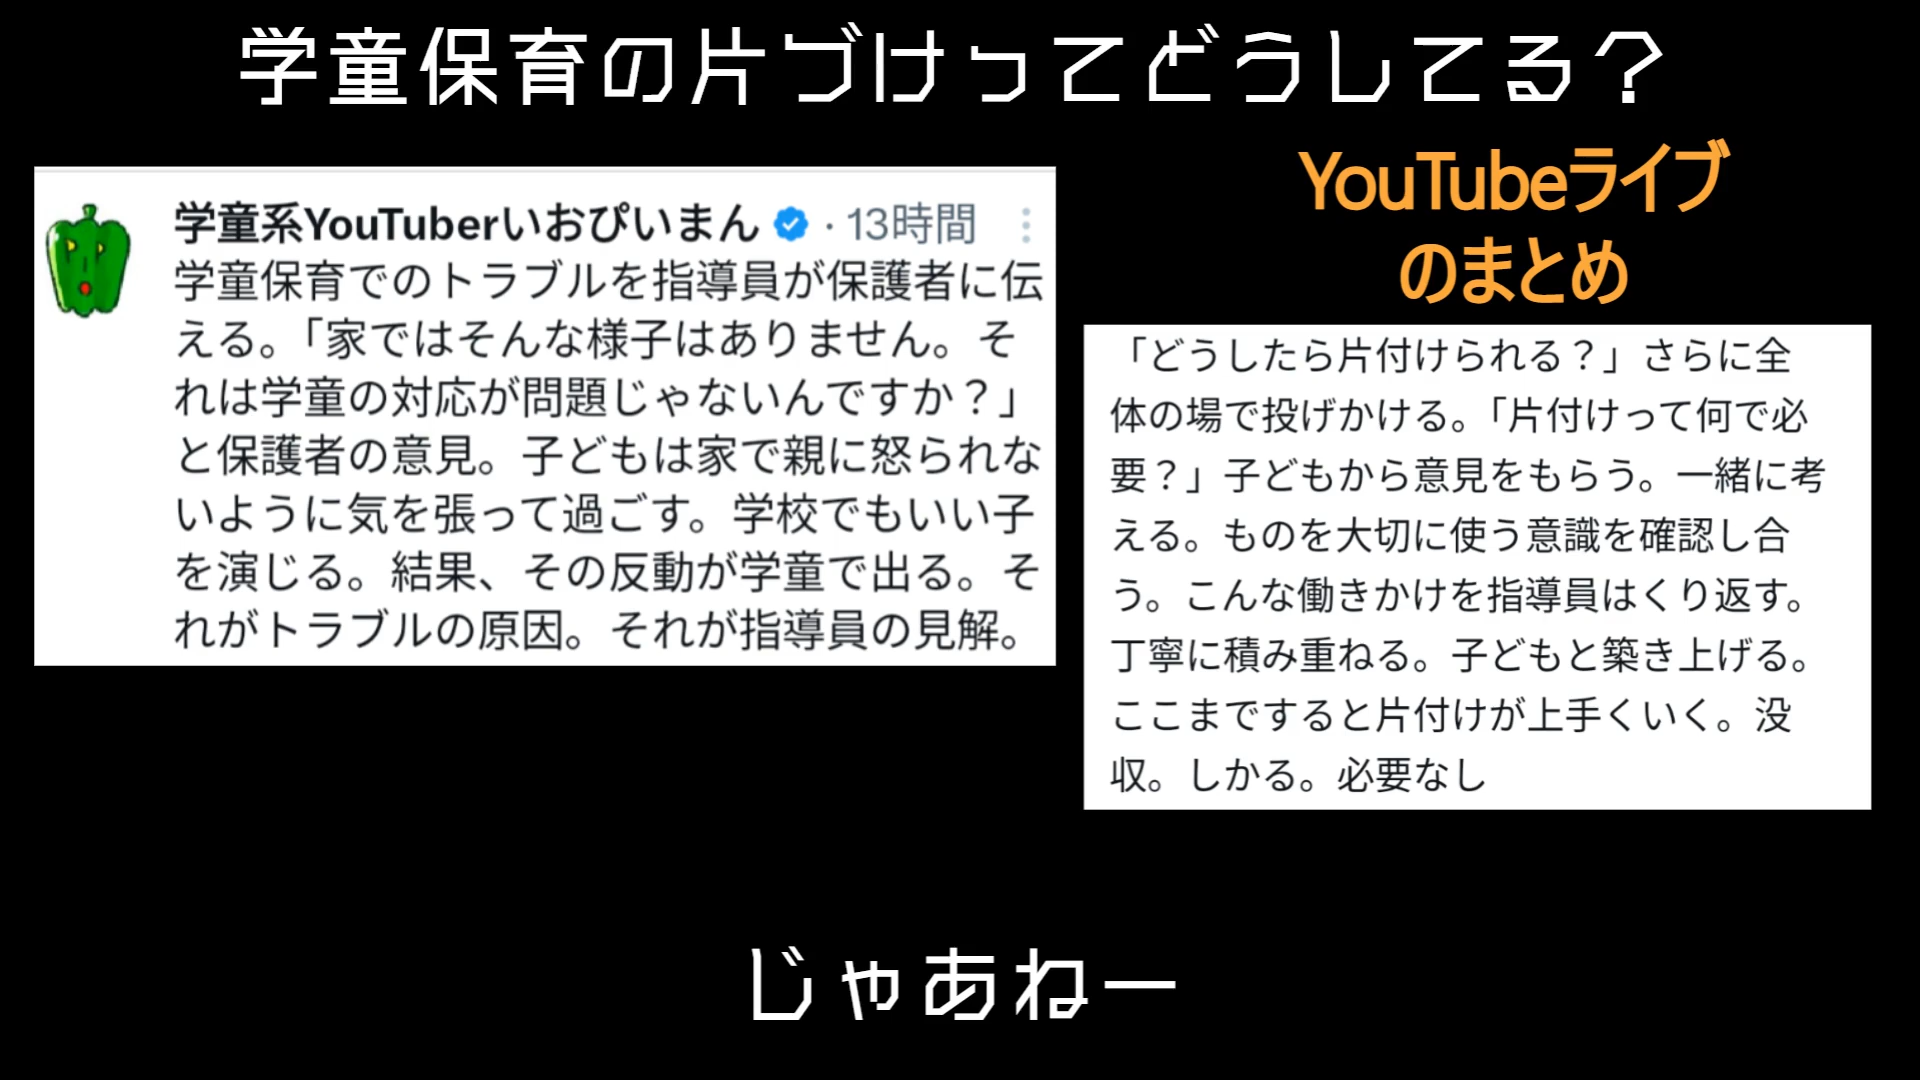 学童保育の片づけってどうしてる？
学童系YouTuberいおぴいまん · 13時間
学童保育でのトラブルを指導員が保護者に伝
える。「家ではそんな様子はありません。そ
れは学童の対応が問題じゃないんですか？」
と保護者の意見。子どもは家で親に怒られな
いように気を張って過ごす。学校でもいい子
を演じる。結果、その反動が学童で出る。そ
れがトラブルの原因。それが指導員の見解。
YouTubeライブ
のまとめ
「どうしたら片付けられる？」さらに全
体の場で投げかける。「片付けって何で必
要？」子どもから意見をもらう。一緒に考
える。ものを大切に使う意識を確認し合
う。こんな働きかけを指導員はくり返す。
丁寧に積み重ねる。子どもと築き上げる。
ここまですると片付けが上手くいく。没
収。しかる。必要なし
じゃあねー